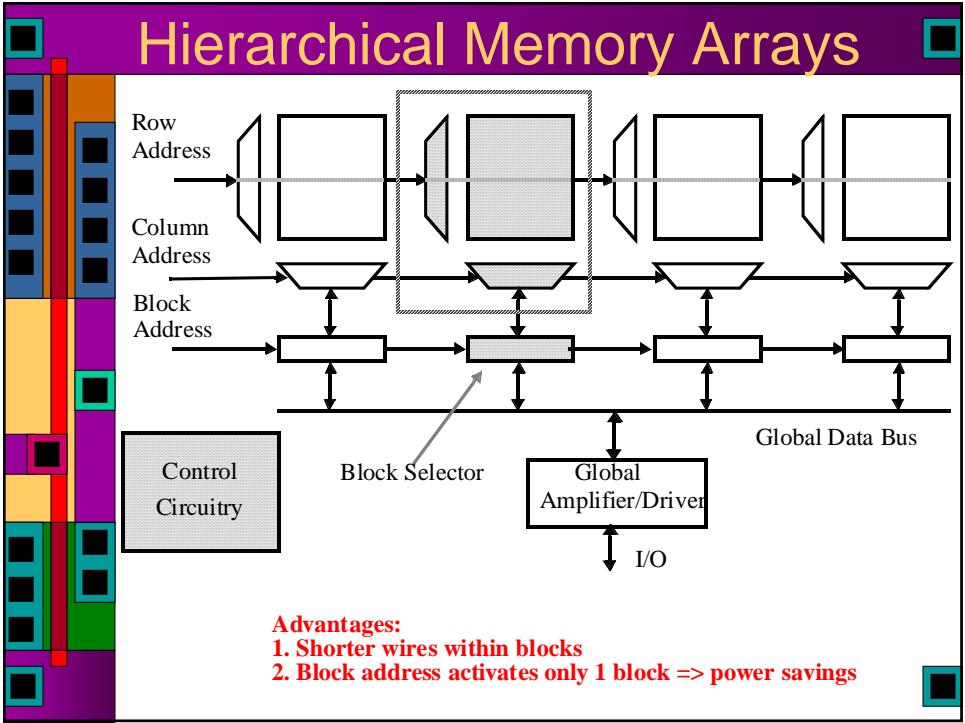 Hierarchical Memory Arrays
Row
Address
Column
Address
Block
Address
Global Data Bus
Control
Circuitry
Block Selector
Global
Amplifier/Driver
I/O
Advantages:
1. Shorter wires within blocks
2. Block address activates only 1 block => power savings